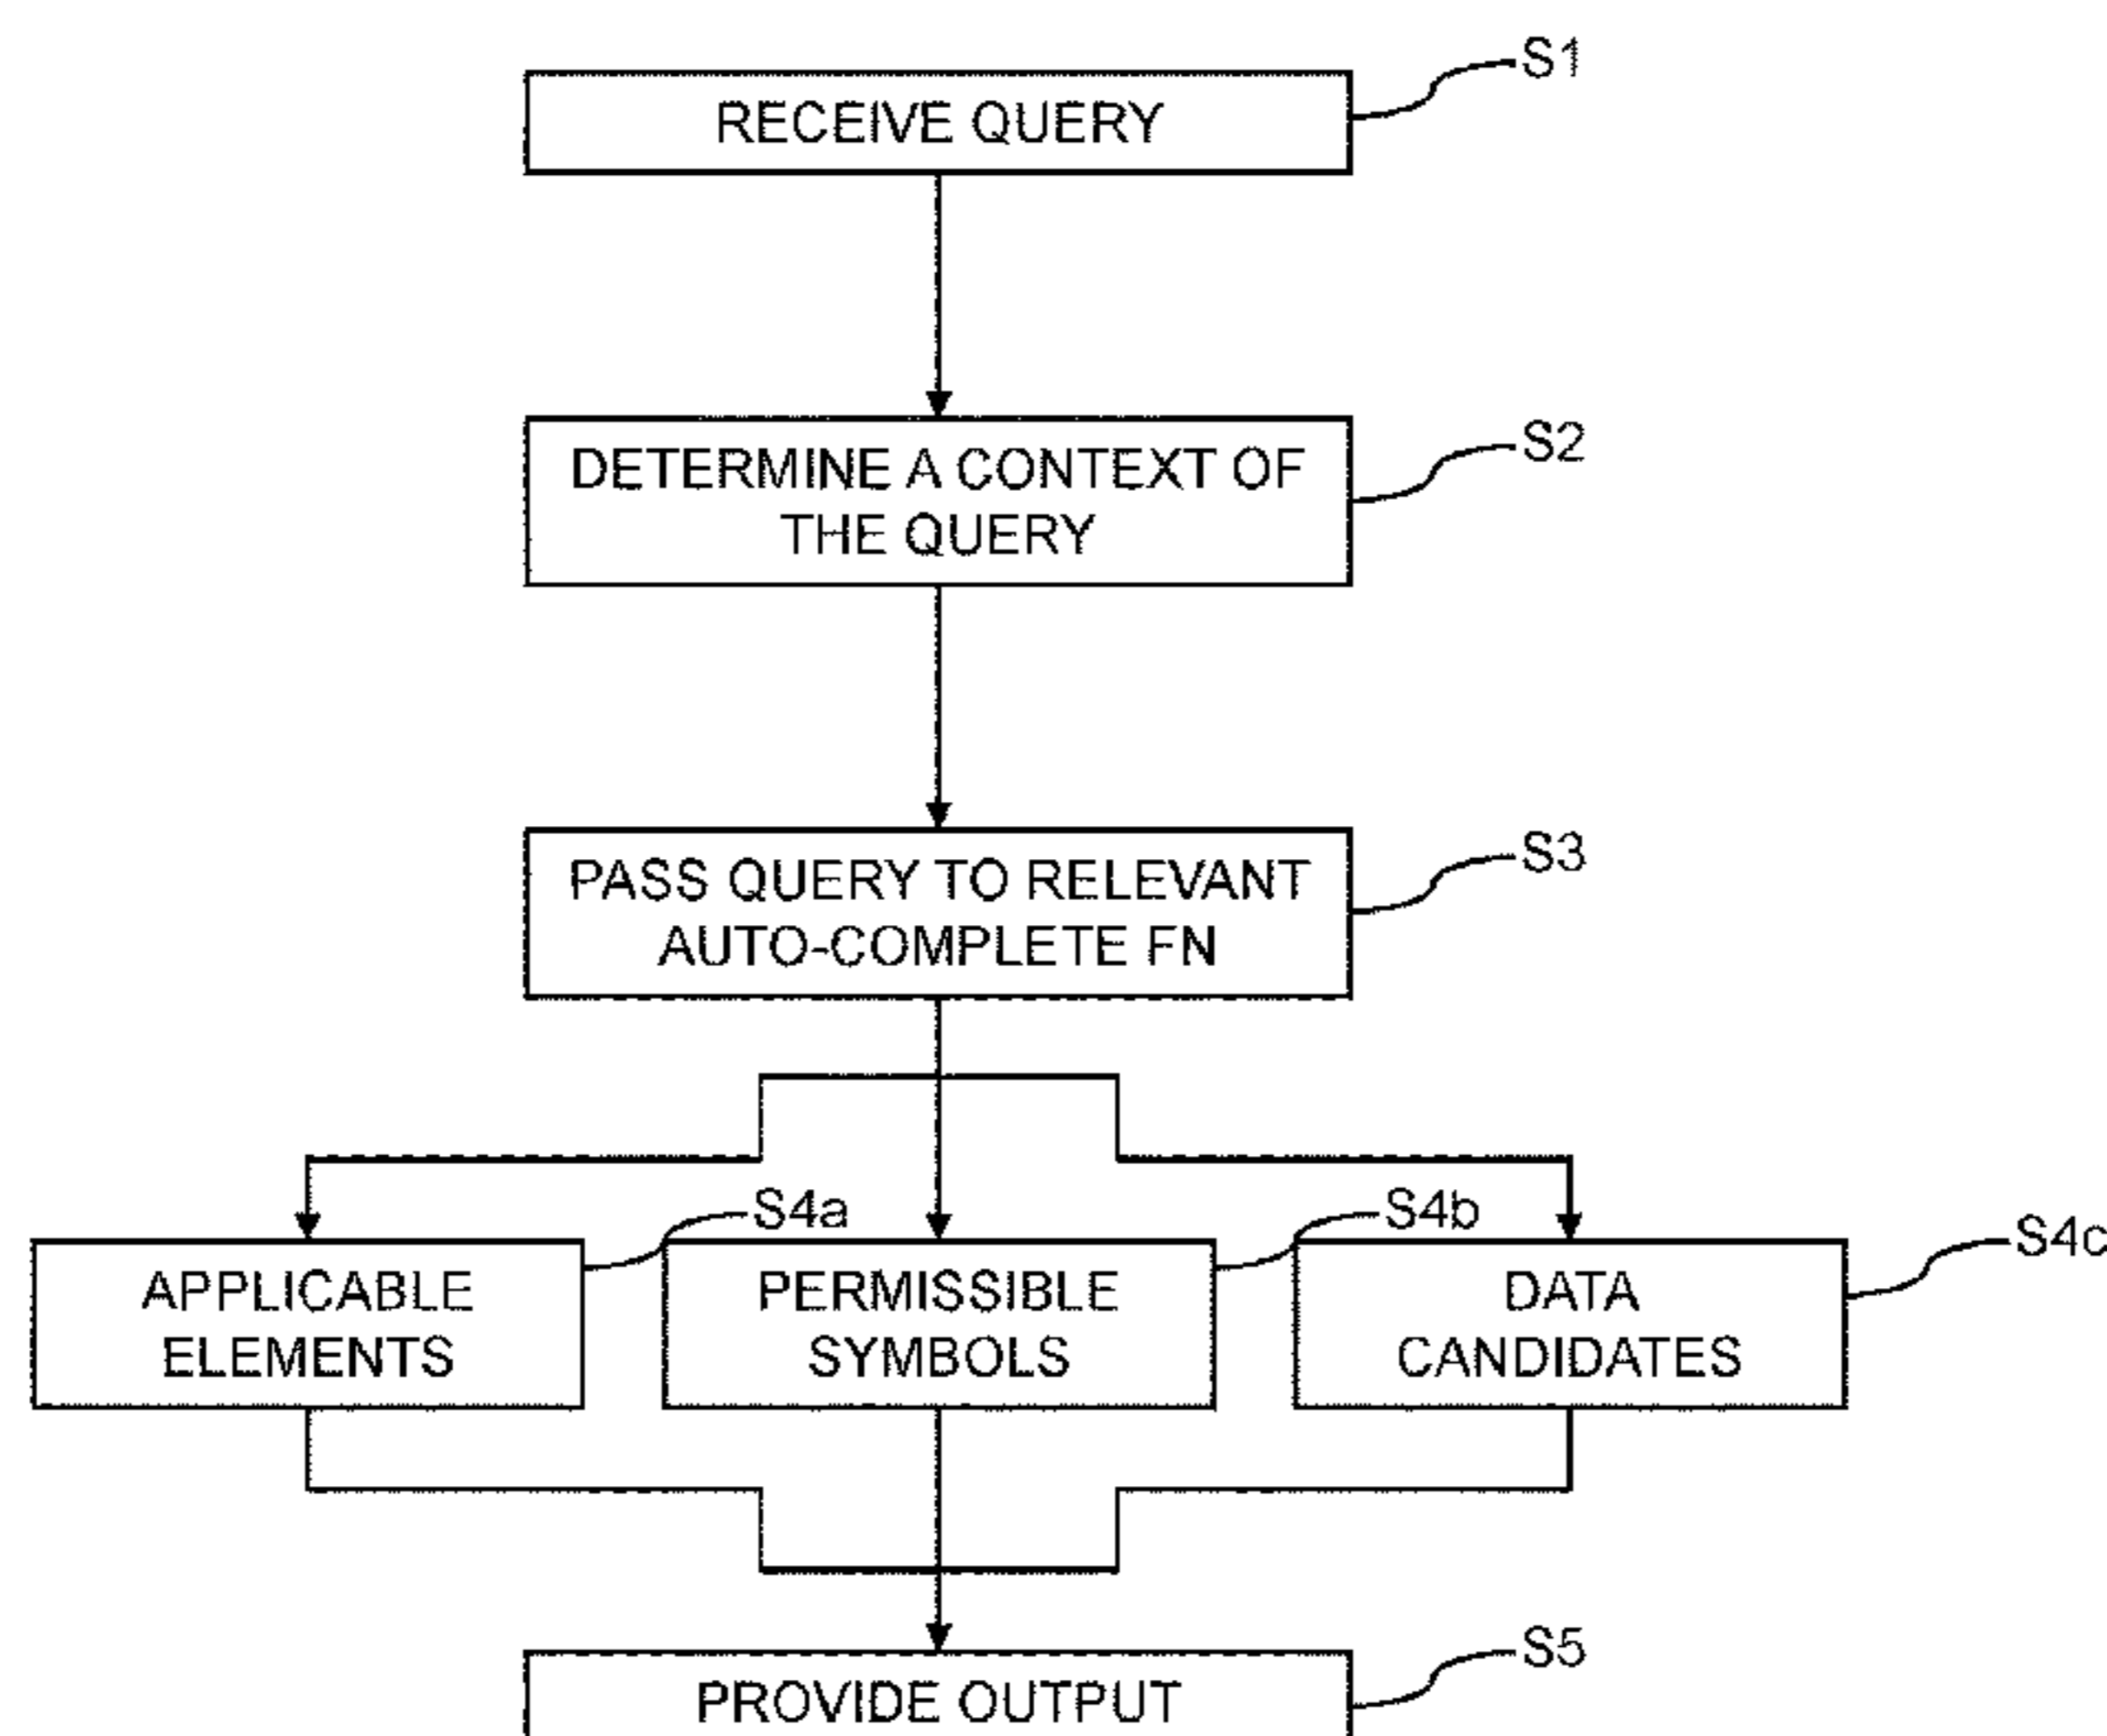 S1
RECEIVE QUERY
S2
DETERMINE A CONTEXT OF
THE QUERY
S3
PASS QUERY TO RELEVANT
AUTO-COMPLETE FN
S4a
S4b
S4c
APPLICABLE
ELEMENTS
PERMISSIBLE
SYMBOLS
DATA
CANDIDATES
S5
PROVIDE OUTPUT